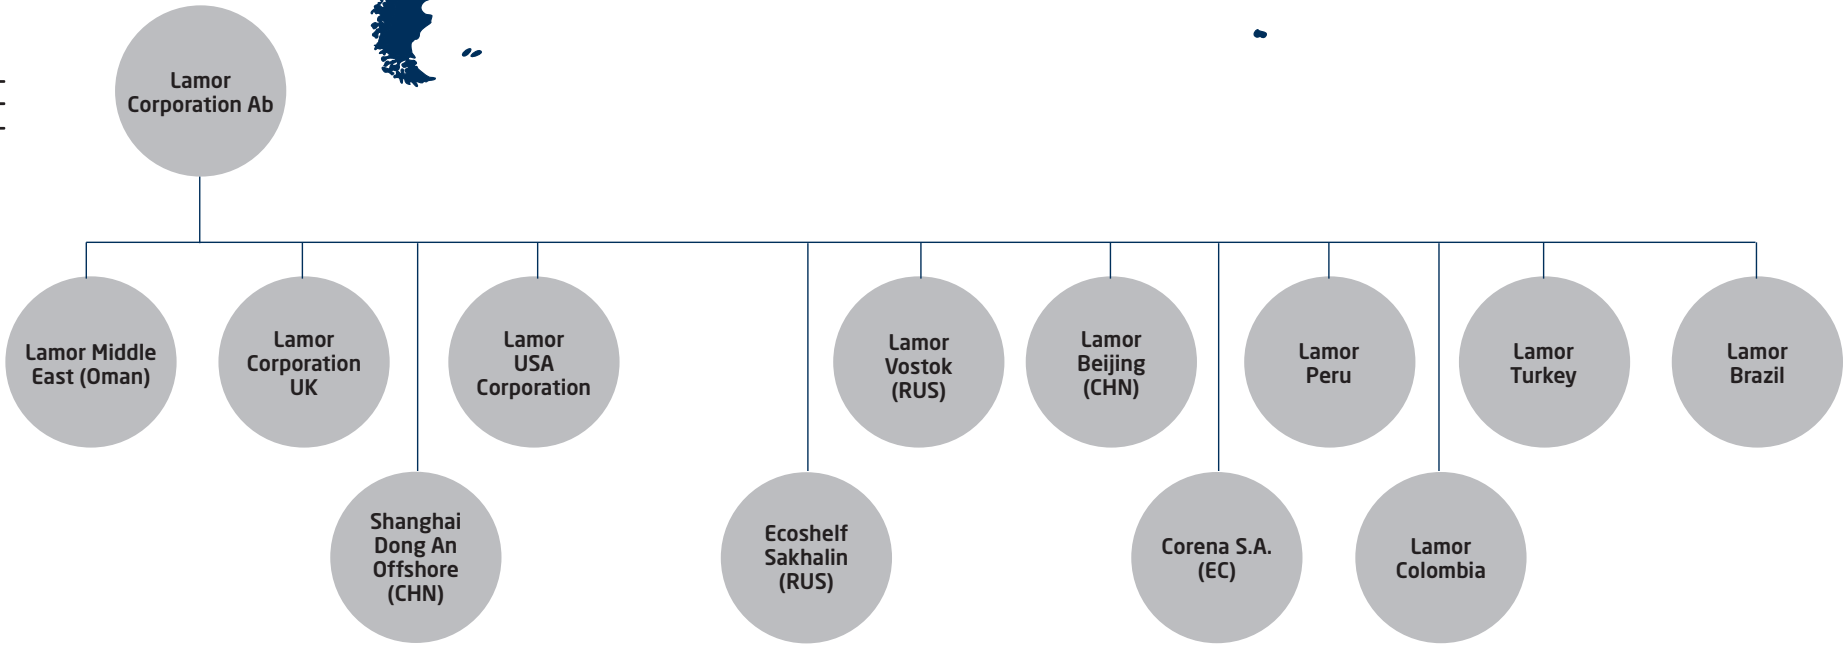 Lamor
Corporation Ab
Lamor Middle
East (Oman)
Lamor
Corporation
UK
Shanghai
Dong An
Offshore
(CHN)
Lamor
USA
Corporation
Ecoshelf
Sakhalin
(RUS)
Lamor
Vostok
(RUS)
Lamor
Beijing
(CHN)
Corena S.A.
(EC)
Lamor
Peru
Lamor
Colombia
Lamor
Turkey
Lamor
Brazil